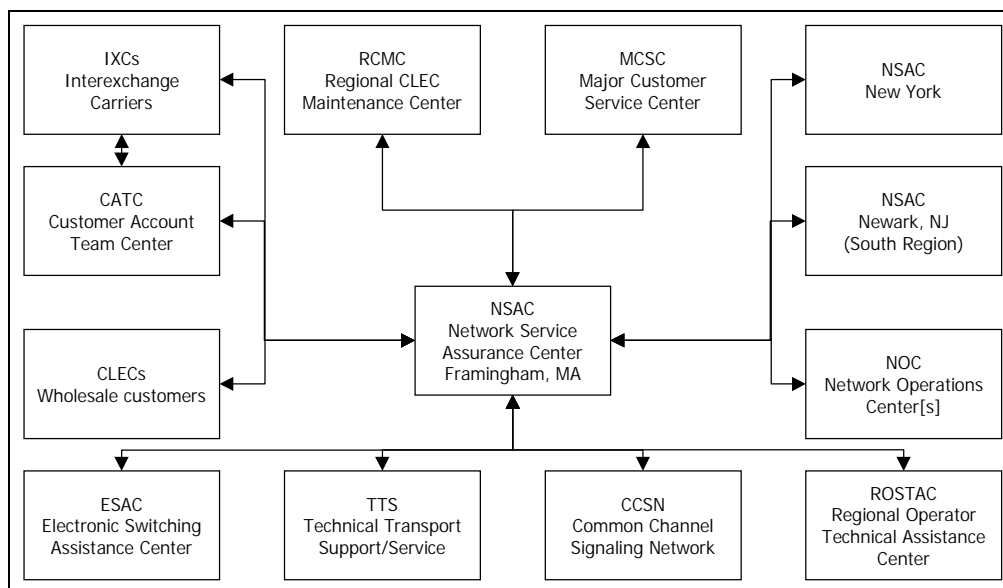 IXCs
Interexchange
Carriers
RCMC
Regional CLEC
Maintenance Center
MCSC
Major Customer
Service Center
NSAC
New York
CATC
Customer Account
Team Center
NSAC
Newark, NJ
(South Region)
NSAC
Network Service
Assurance Center
Framingham, MA
CLECs
Wholesale customers
NOC
Network Operations
Center[s]
ESAC
Electronic Switching
Assistance Center
TTS
Technical Transport
Support/Service
CCSN
Common Channel
Signaling Network
ROSTAC
Regional Operator
Technical Assistance
Center